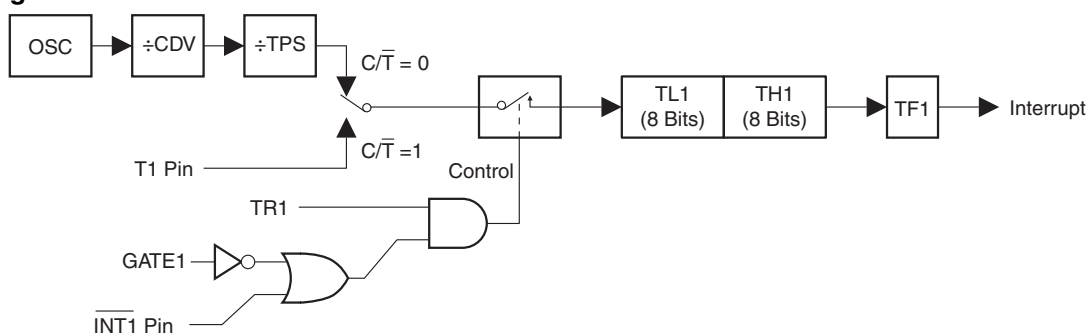 OSC
÷CDV
÷TPS
C/T̅ = 0
C/T̅ =1
T1 Pin
TL1
(8 Bits)
TH1
(8 Bits)
TF1
Interrupt
Control
TR1
GATE1
I̅N̅T̅1̅ Pin